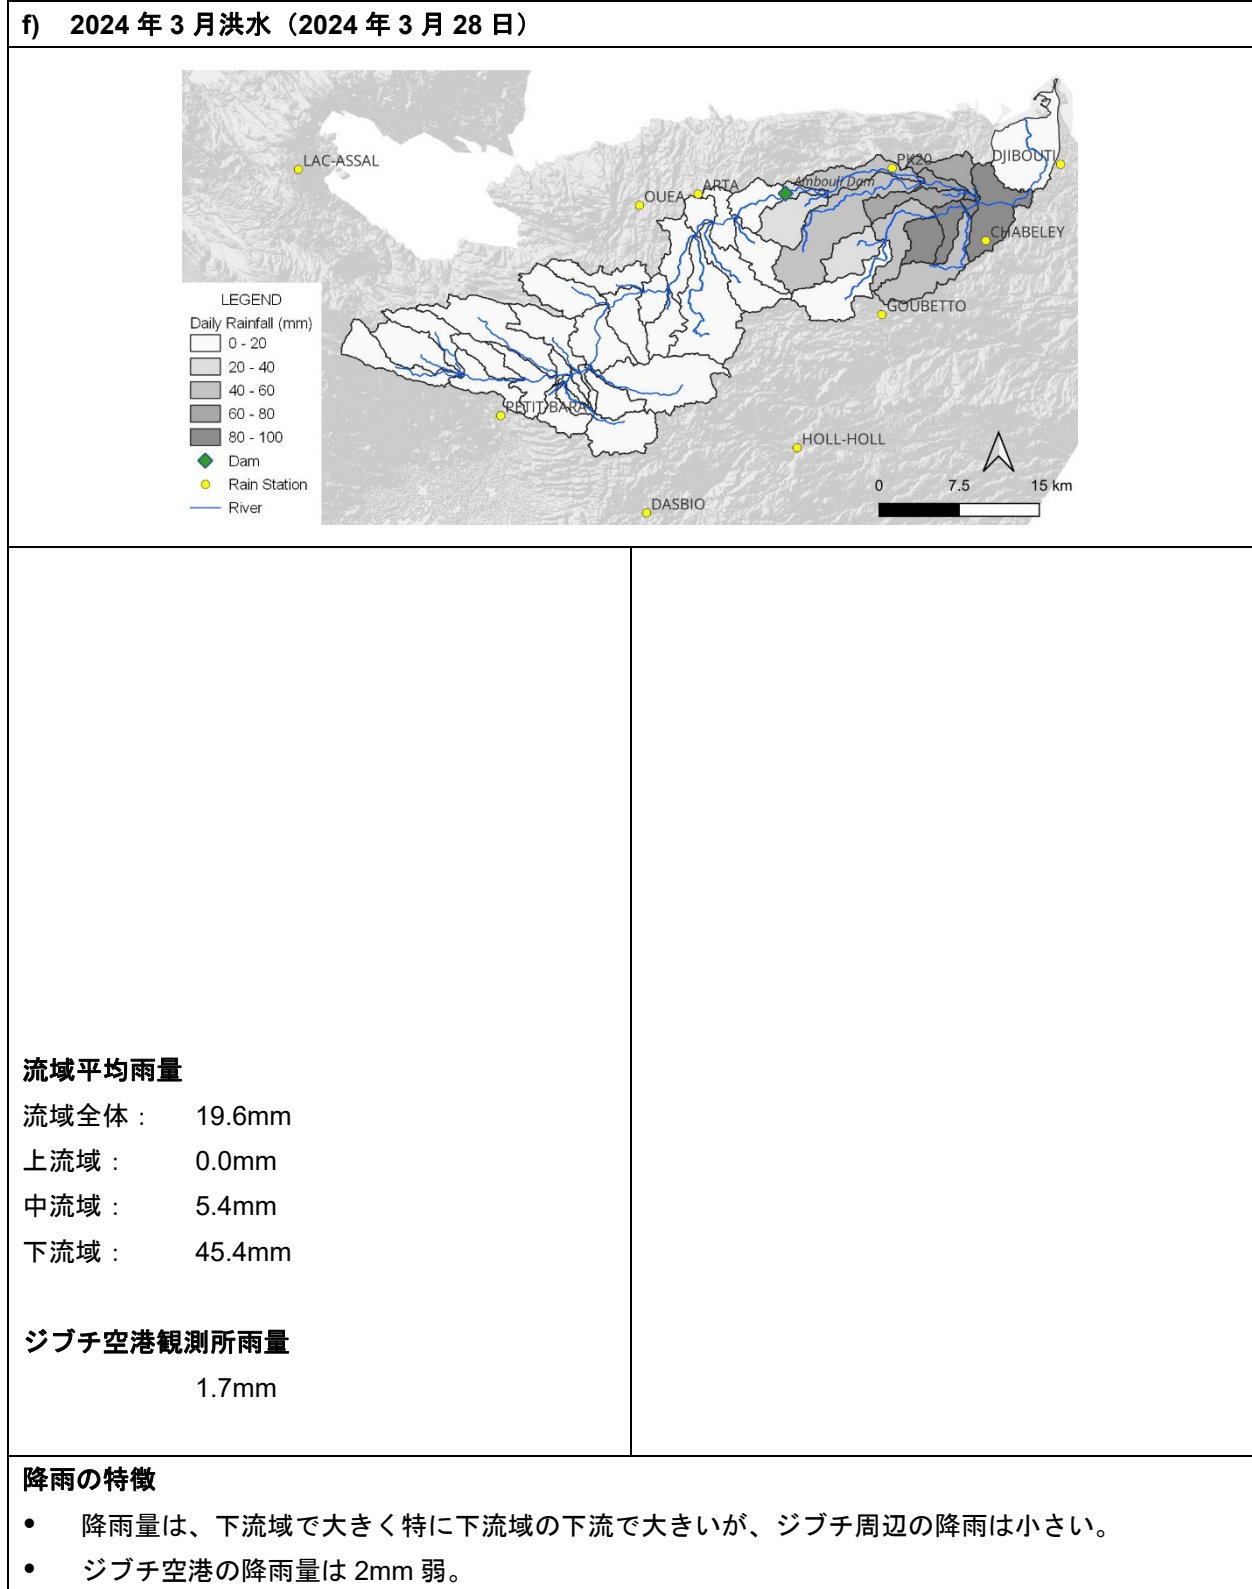 f) 2024 年 3 月洪水（2024 年 3 月 28 日）
LAC-ASSAL
OUEA
ARTA
Ambouli Dam
PK20
DJIBOUTI
CHABELEY
GOUBETTO
PETIT-BARA
HOLL-HOLL
DASBIO
LEGEND
Daily Rainfall (mm)
0 - 20
20 - 40
40 - 60
60 - 80
80 - 100
Dam
Rain Station
River
0 7.5 15 km
流域平均雨量
流域全体： 19.6mm
上流域： 0.0mm
中流域： 5.4mm
下流域： 45.4mm
ジブチ空港観測所雨量
1.7mm
降雨の特徴
• 降雨量は、下流域で大きく特に下流域の下流で大きいが、ジブチ周辺の降雨は小さい。
• ジブチ空港の降雨量は 2mm 弱。